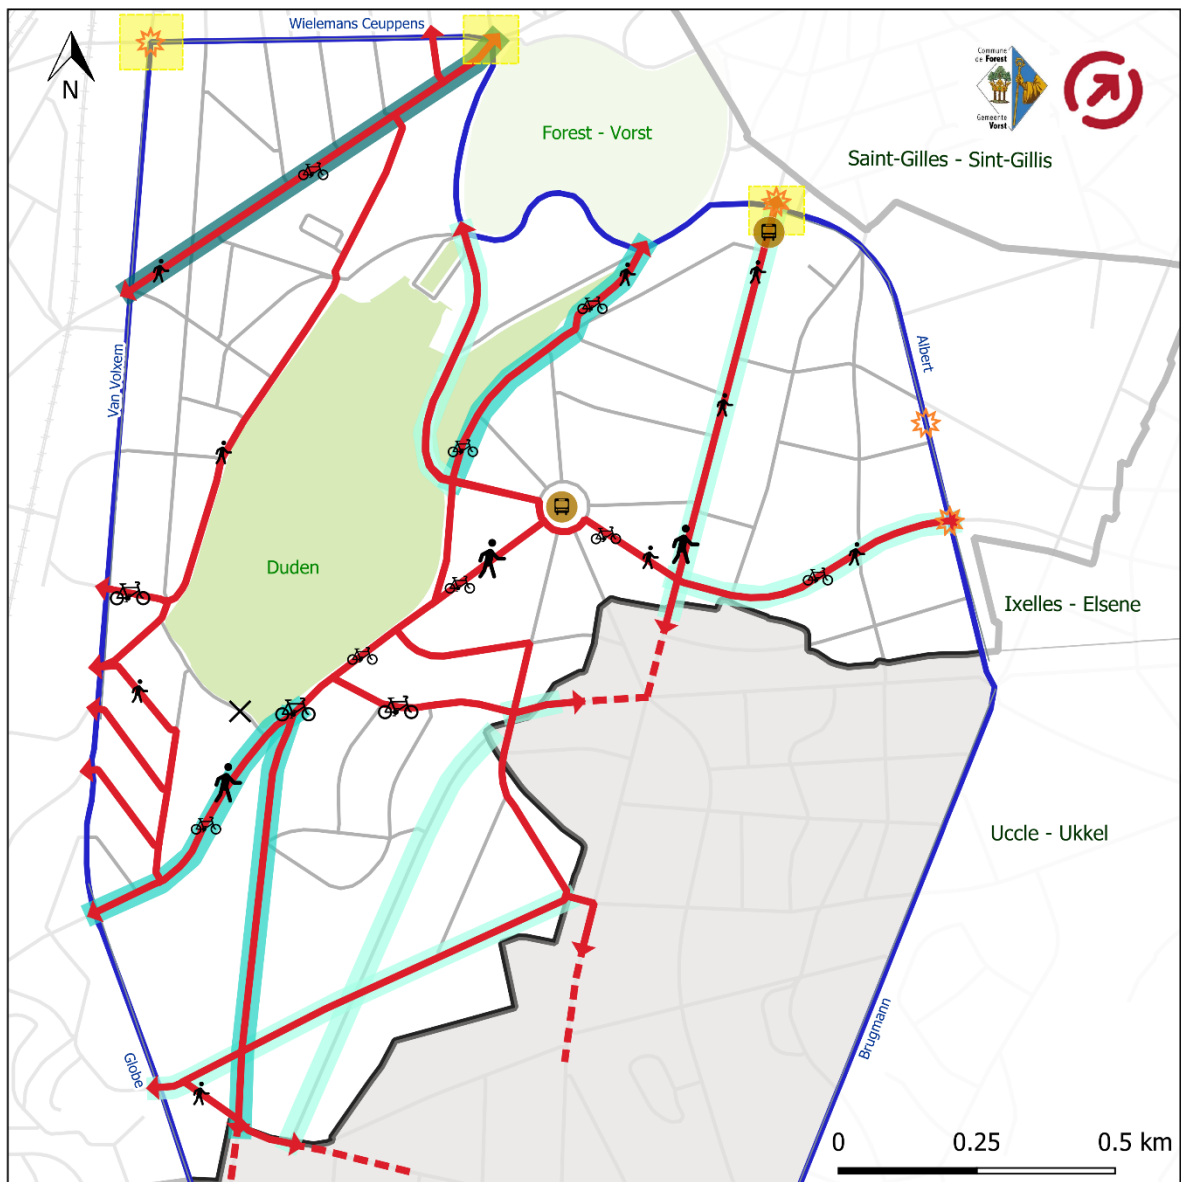 Wielemans Ceuppens
N
Commune
de Forest
Gemeente
Vorst
Forest - Vorst
Saint-Gilles - Sint-Gillis
Van Volxem
Albert
Duden
Ixelles - Elsene
Uccle - Ukkel
Brugmann
Globe
0 0.25 0.5 km